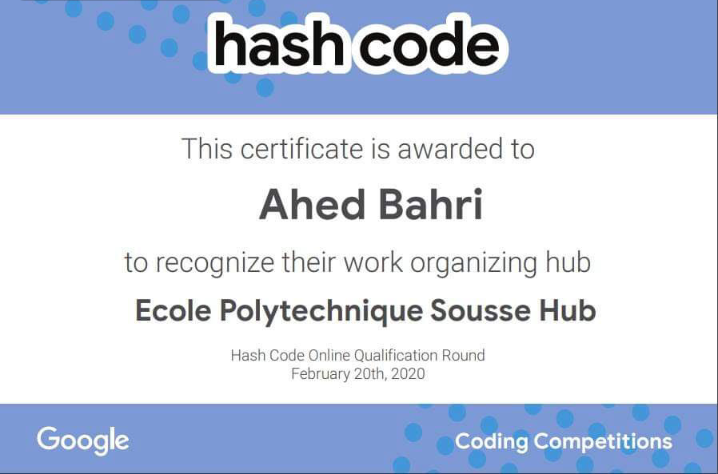 hash code
This certificate is awarded to
Ahed Bahri
to recognize their work organizing hub
Ecole Polytechnique Sousse Hub
Hash Code Online Qualification Round
February 20th, 2020
Google
Coding Competitions